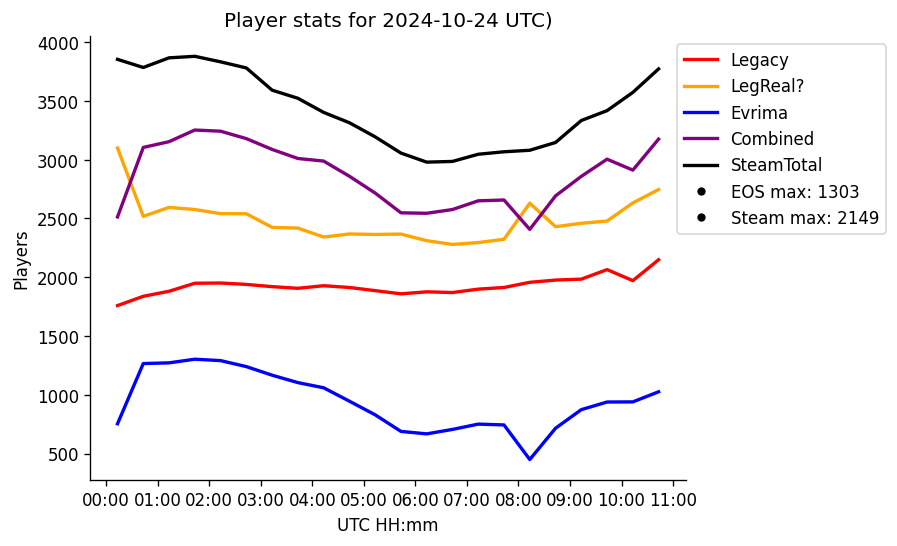 Player stats for 2024-10-24 UTC)
4000
3500
3000
2500
2000
1500
1000
500
Players
00:00 01:00 02:00 03:00 04:00 05:00 06:00 07:00 08:00 09:00 10:00 11:00
UTC HH:mm
Legacy
LegReal?
Evrima
Combined
SteamTotal
EOS max: 1303
Steam max: 2149